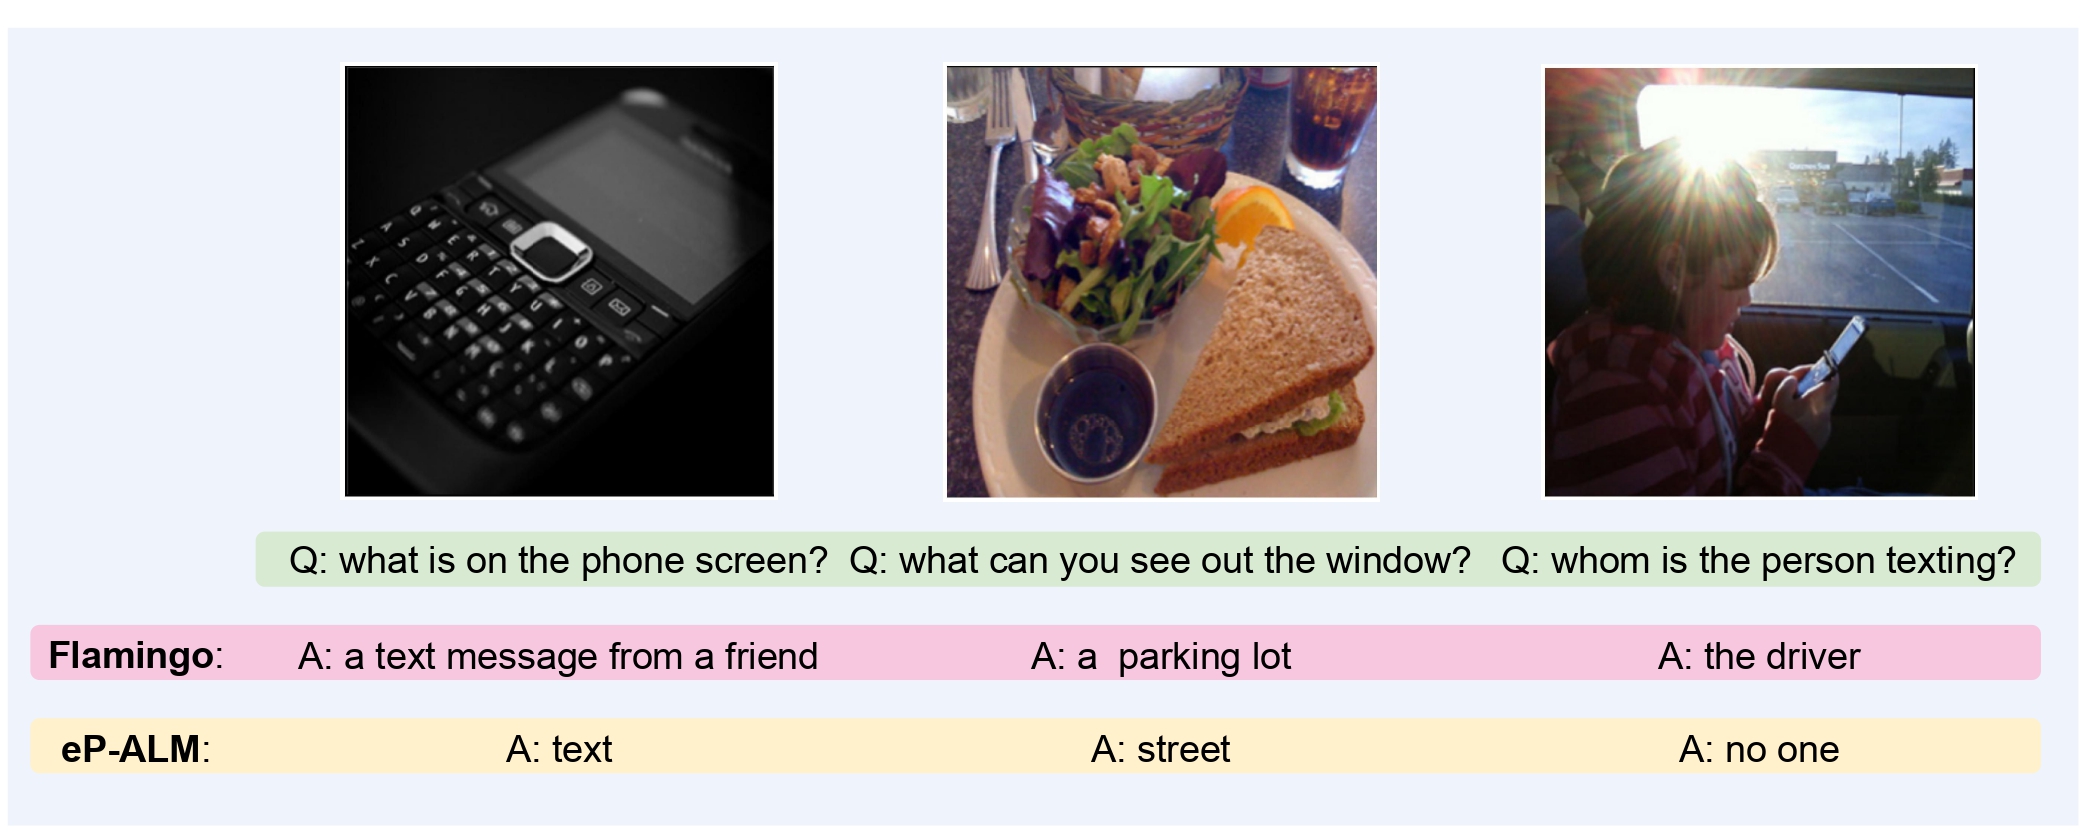 NOKIA
Q: what is on the phone screen? Q: what can you see out the window? Q: whom is the person texting?
Flamingo: A: a text message from a friend A: a parking lot A: the driver
eP-ALM: A: text A: street A: no one